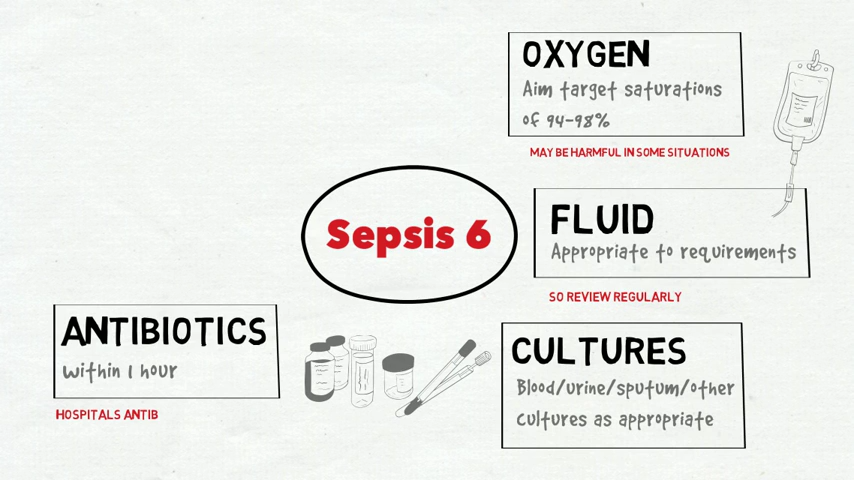 OXYGEN
Aim target saturations
of 94-98%
MAY BE HARMFUL IN SOME SITUATIONS
Sepsis 6
FLUID
Appropriate to requirements
SO REVIEW REGULARLY
ANTIBIOTICS
Within 1 hour
HOSPITALS ANTIB
CULTURES
Blood/urine/sputum/other
Cultures as appropriate